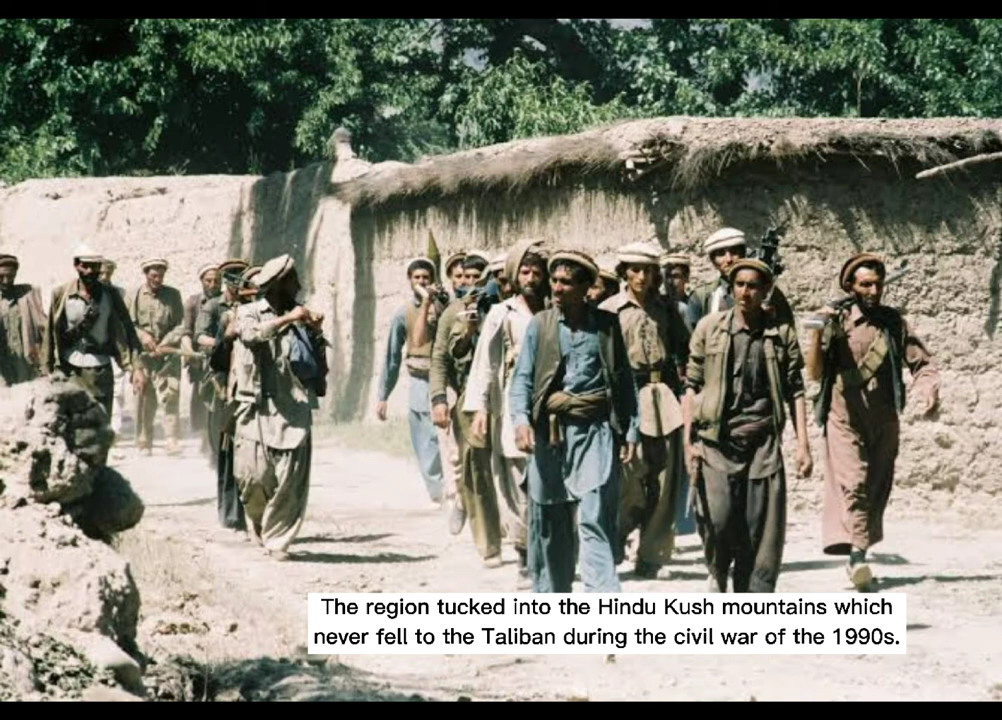 The region tucked into the Hindu Kush mountains which
never fell to the Taliban during the civil war of the 1990s.